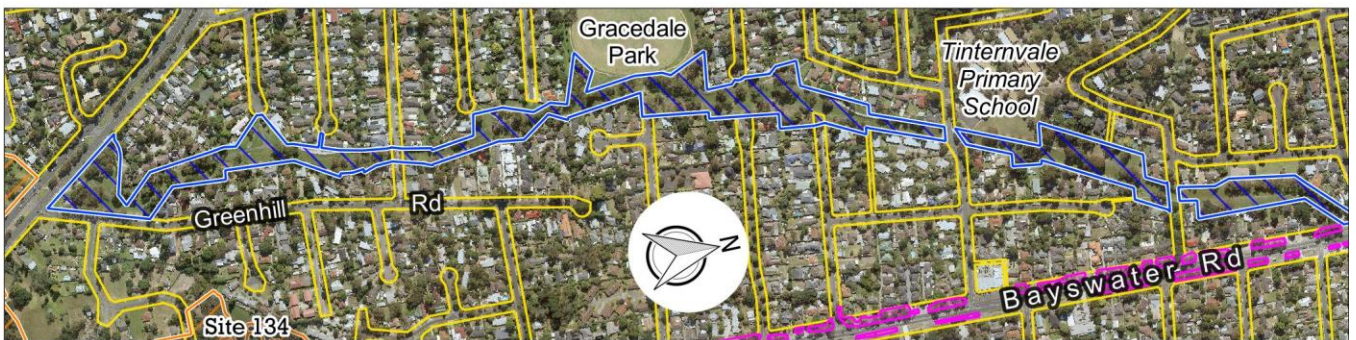 Gracedale
Park
Tinternvale
Primary
School
Greenhill Rd
N
Bayswater Rd
Site 134